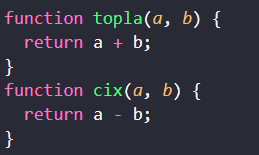 function topla(a, b) {
  return a + b;
}
function cix(a, b) {
  return a - b;
}